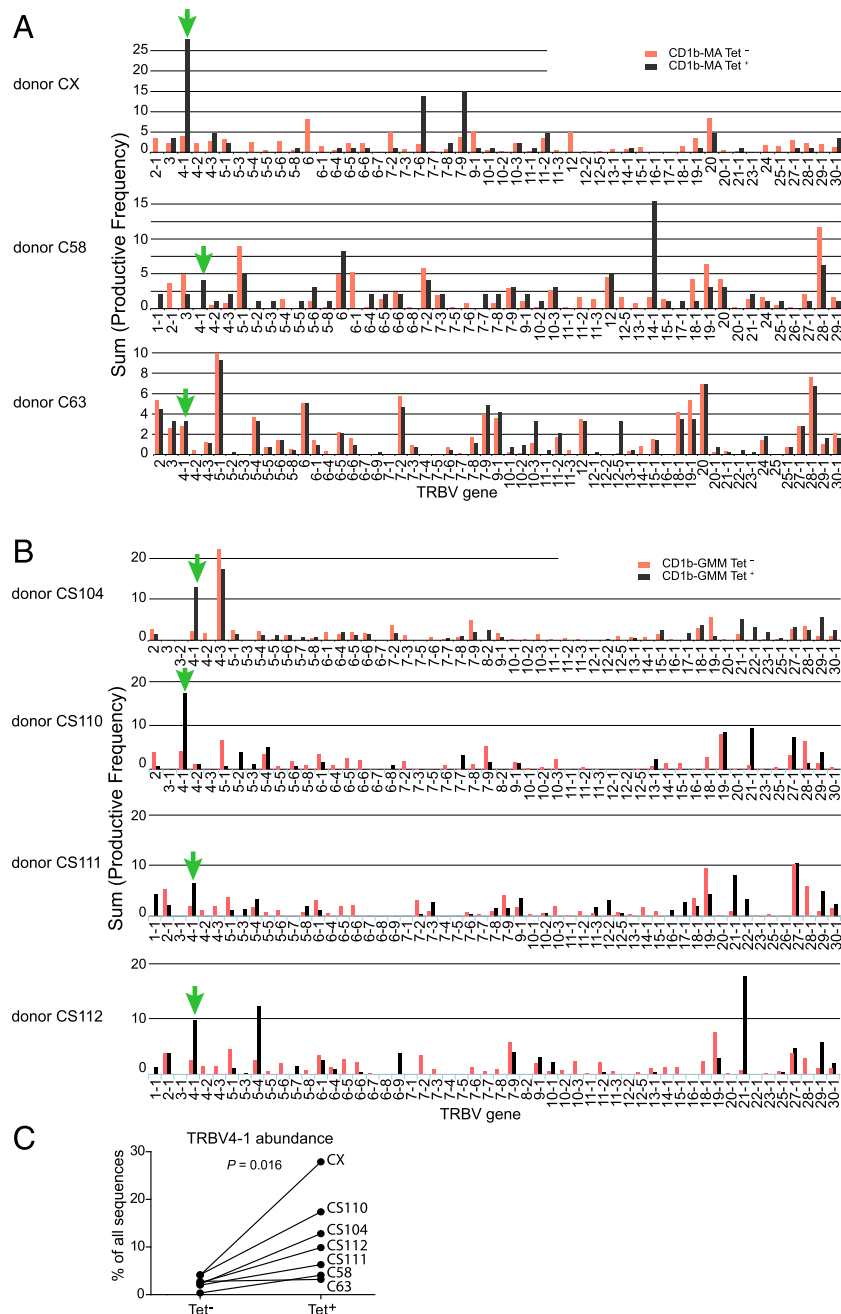 A
donor CX
Sum (Productive Frequency)
25
20
15
10
5
0
CD1b-MA Tet⁻
CD1b-MA Tet⁺
2-1 3 4-1 4-2 4-3 5-1 5-3 5-4 5-5 5-6 5-8 6 6-1 6-4 6-5 6-6 6-7 7-1 7-3 7-6 7-7 7-8 7-9 9-1 10-1 10-2 10-3 11-1 11-2 11-3 12 12-2 12-5 13-1 14-1 15-1 16-1 18-1 19-1 20 20-1 21-1 23-1 24 25-1 27-1 28-1 29-1 30-1
donor C58
15
10
5
0
1-1 2-1 3 4-1 4-2 4-3 5-1 5-2 5-3 5-4 5-5 5-6 5-8 6 6-1 6-4 6-5 6-6 6-8 7-2 7-3 7-5 7-6 7-7 7-8 7-9 9-1 10-2 10-3 11-1 11-2 11-3 12 12-5 13-1 14-1 15-1 16-1 17-1 18-1 19-1 20 20-1 21-1 24 25-1 26-1 27-1 28-1 29-1
donor C63
10
8
6
4
2
0
2 3 4-1 4-2 4-3 5-1 5-2 5-3 5-4 5-5 5-6 5-8 6 6-1 6-4 6-5 6-6 6-7 6-9 7-1 7-2 7-3 7-4 7-5 7-6 7-7 7-8 7-9 9-1 10-1 10-2 10-3 11-1 11-2 11-3 12 12-1 12-2 12-5 13-1 14-1 15-1 16-1 18-1 19-1 20 20-1 21-1 22-1 23-1 24 25 25-1 27-1 28-1 29-1 30-1
TRBV gene
B
donor CS104
Sum (Productive Frequency)
20
10
0
CD1b-GMM Tet⁻
CD1b-GMM Tet⁺
2 3-1 3-2 4-1 4-2 4-3 5-1 5-3 5-4 5-5 5-6 5-7 5-8 6-1 6-4 6-5 6-6 6-7 7-2 7-3 7-5 7-6 7-7 7-8 7-9 8-2 9-1 10-1 10-2 10-3 11-1 11-2 11-3 12-1 12-2 12-5 13-1 14-1 15-1 16-1 17-1 18-1 19-1 20-1 21-1 22-1 23-1 25-1 27-1 28-1 29-1 30-1
donor CS110
20
10
0
2 3-1 4-1 4-2 4-3 5-1 5-2 5-3 5-4 5-5 5-6 5-8 6-1 6-4 6-5 6-6 6-7 6-8 7-2 7-3 7-5 7-6 7-7 7-8 7-9 8-2 9-1 10-1 10-2 10-3 11-1 11-2 11-3 12-1 12-2 12-5 13-1 14-1 15-1 16-1 18-1 19-1 20-1 21-1 23-1 25-1 27-1 28-1 29-1 30-1
donor CS111
20
10
0
1-1 2-1 3-1 4-1 4-2 4-3 5-1 5-2 5-3 5-4 5-5 5-6 5-7 5-8 6-1 6-4 6-5 6-6 6-7 6-8 6-9 7-1 7-2 7-3 7-4 7-5 7-6 7-7 7-8 7-9 9-1 10-1 10-2 10-3 11-1 11-2 11-3 12-2 12-5 13-1 14-1 15-1 16-1 17-1 18-1 19-1 20-1 21-1 22-1 23-1 25-1 26-1 27-1 28-1 29-1 30-1
donor CS112
20
10
0
1-1 2-1 3-1 4-1 4-2 4-3 5-1 5-3 5-4 5-5 5-6 5-7 5-8 6-1 6-4 6-5 6-6 6-7 6-8 6-9 7-1 7-2 7-3 7-4 7-5 7-6 7-7 7-8 7-9 9-1 10-2 10-3 11-1 11-2 11-3 12-2 12-5 13-1 14-1 15-1 16-1 18-1 19-1 20-1 21-1 22-1 23-1 25-1 27-1 28-1 29-1 30-1
TRBV gene
C
TRBV4-1 abundance
% of all sequences
30
20
10
0
P = 0.016
CX
CS110
CS104
CS112
CS111
C58
C63
Tet⁻ Tet⁺